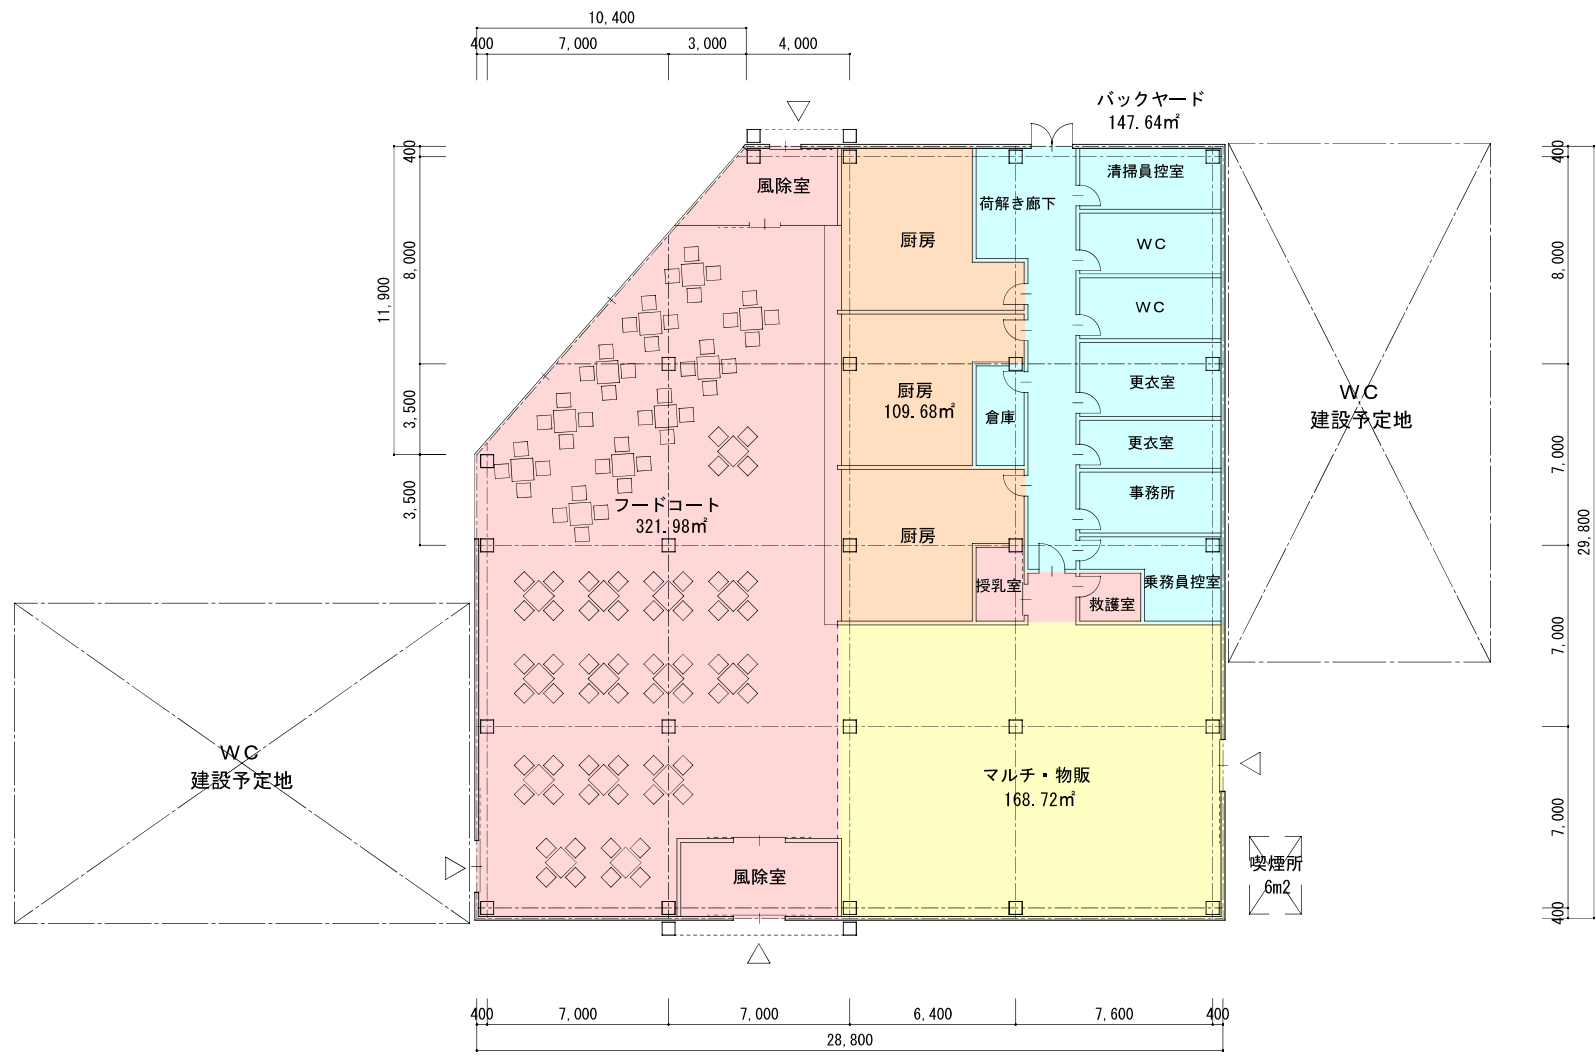 10,400
400 7,000 3,000 4,000
バックヤード
147.64㎡
400
8,000
11,900
3,500
3,500
風除室
厨房
荷解き廊下
清掃員控室
WC
WC
更衣室
更衣室
事務所
乗務員控室
厨房
109.68㎡
倉庫
厨房
授乳室
救護室
フードコート
321.98㎡
WC
建設予定地
WC
建設予定地
マルチ・物販
168.72㎡
風除室
喫煙所
6m2
400
8,000
7,000
7,000
7,000
400
29,800
400 7,000 7,000 6,400 7,600 400
28,800